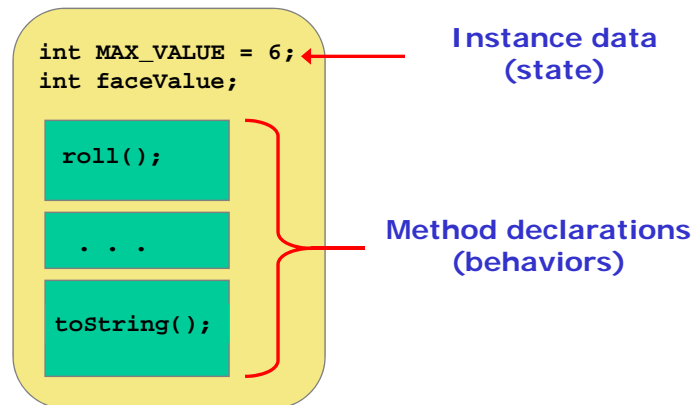 int MAX_VALUE = 6;
int faceValue;
Instance data
(state)
roll();
. . .
toString();
Method declarations
(behaviors)